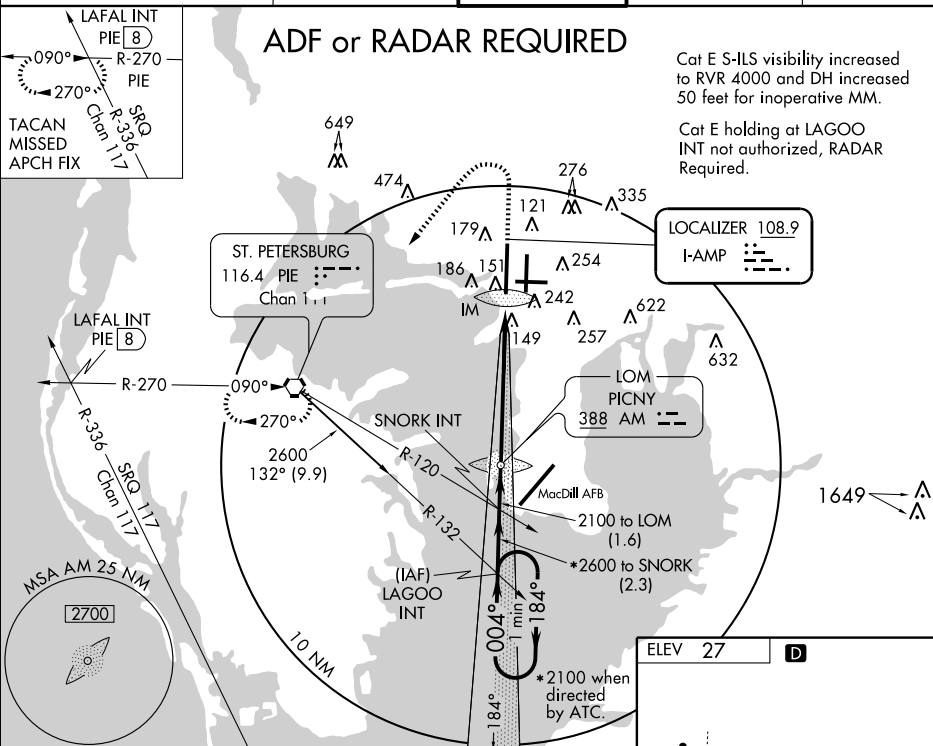 LAFAL INT
PIE 8
090°
R-270
PIE
270°
SRQ
R-336
Chan 117
TACAN
MISSED
APCH FIX
ADF or RADAR REQUIRED
Cat E S-ILS visibility increased
to RVR 4000 and DH increased
50 feet for inoperative MM.
Cat E holding at LAGOO
INT not authorized, RADAR
Required.
649
474
276
335
121
179
LOCALIZER 108.9
I-AMP
ST. PETERSBURG
116.4 PIE
Chan 111
186
151
254
IM
242
149
257
622
632
LAFAL INT
PIE 8
R-270
090°
270°
LOM
PICNY
388 AM
SNORK INT
2600
132° (9.9)
R-120
R-132
MacDill AFB
R-336
SRQ 117
Chan 117
1649
2100 to LOM
(1.6)
*2600 to SNORK
(2.3)
(IAF)
LAGOO
INT
MSA AM 25 NM
2700
004°
1 min
184°
10 NM
*2100 when
directed
by ATC.
184°
ELEV 27
D